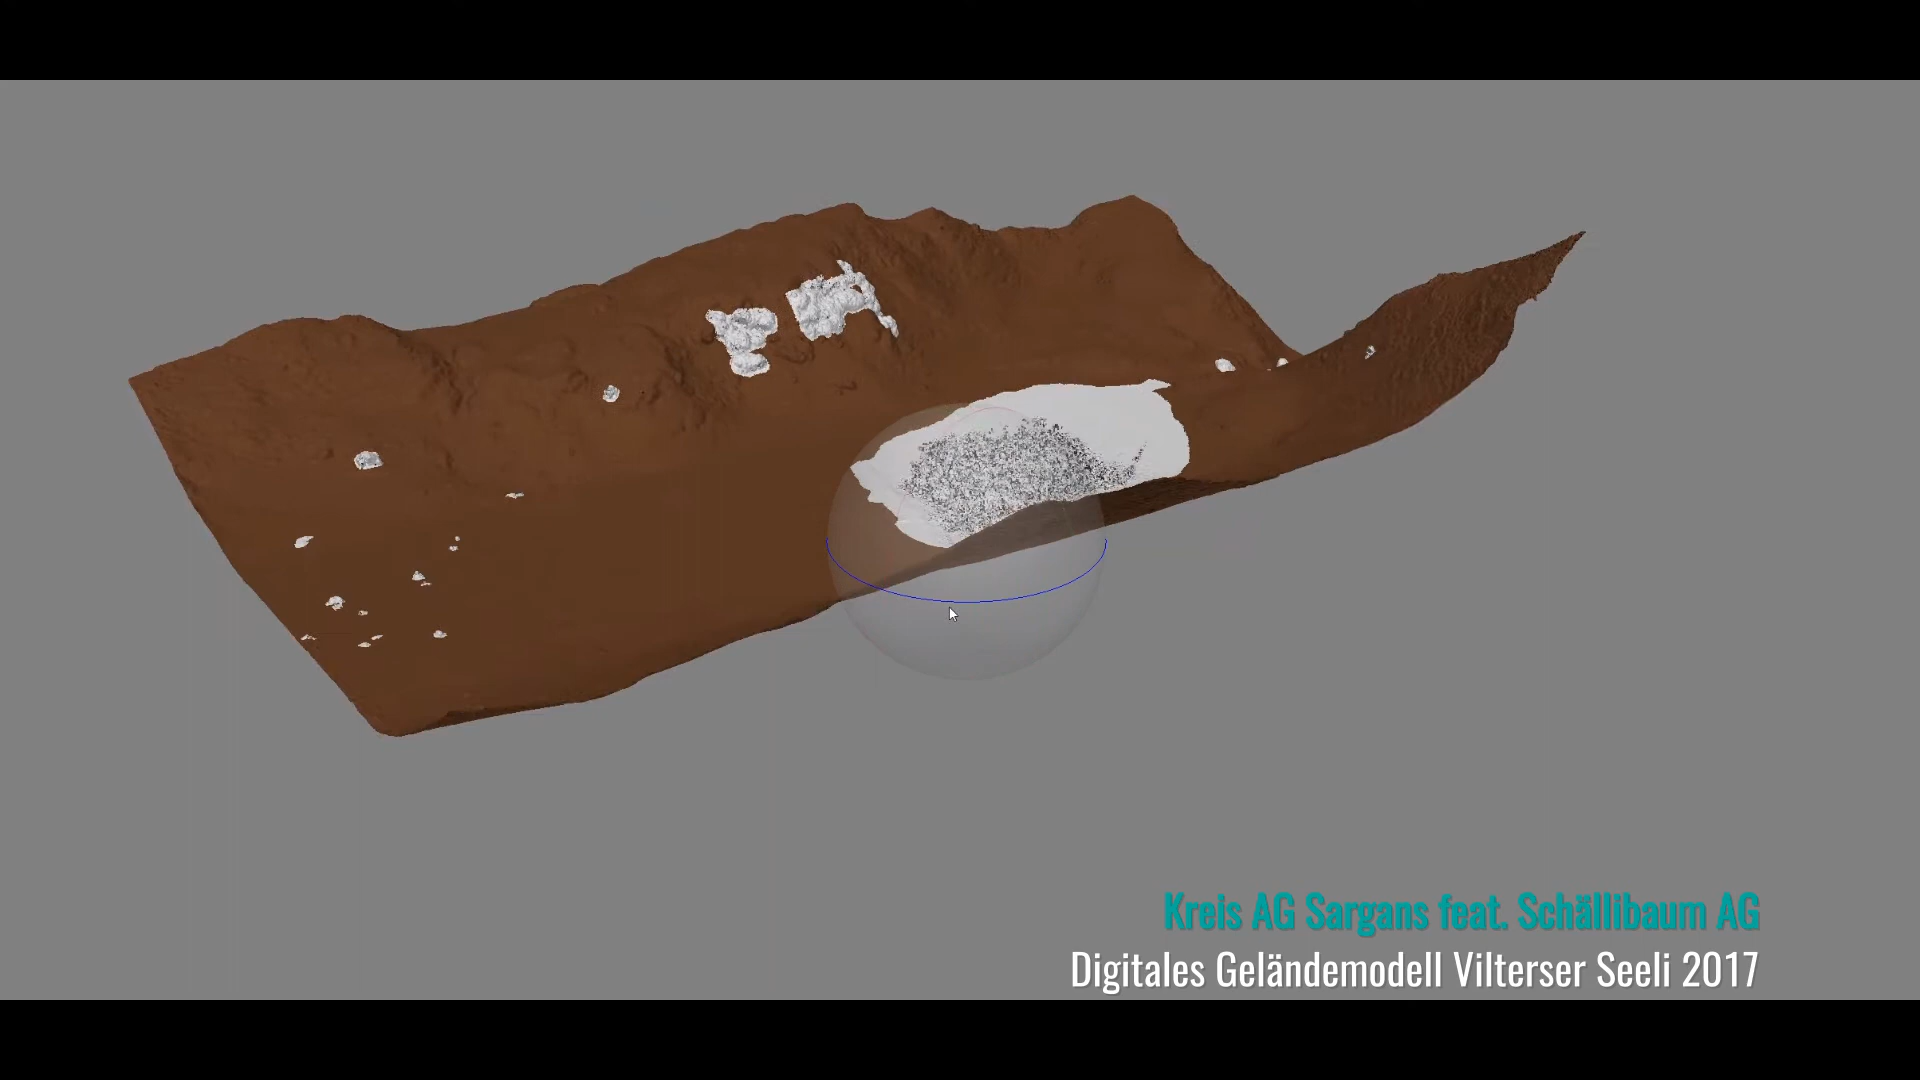 Kreis AG Sargans feat. Schällibaum AG
Digitales Geländemodell Vilterser Seeli 2017